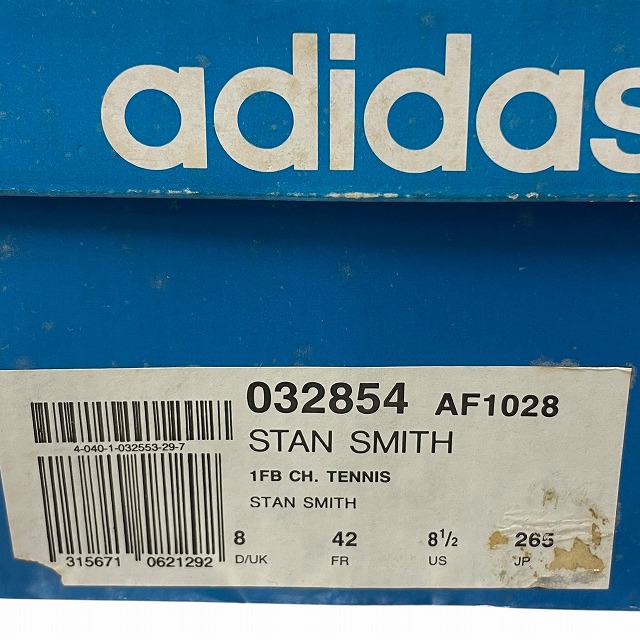 adidas
032854 AF1028
STAN SMITH
4-040-1-032553-29-7
1FB CH. TENNIS
STAN SMITH
8 42 8½ 265
D/UK FR US JP
315671 0621292